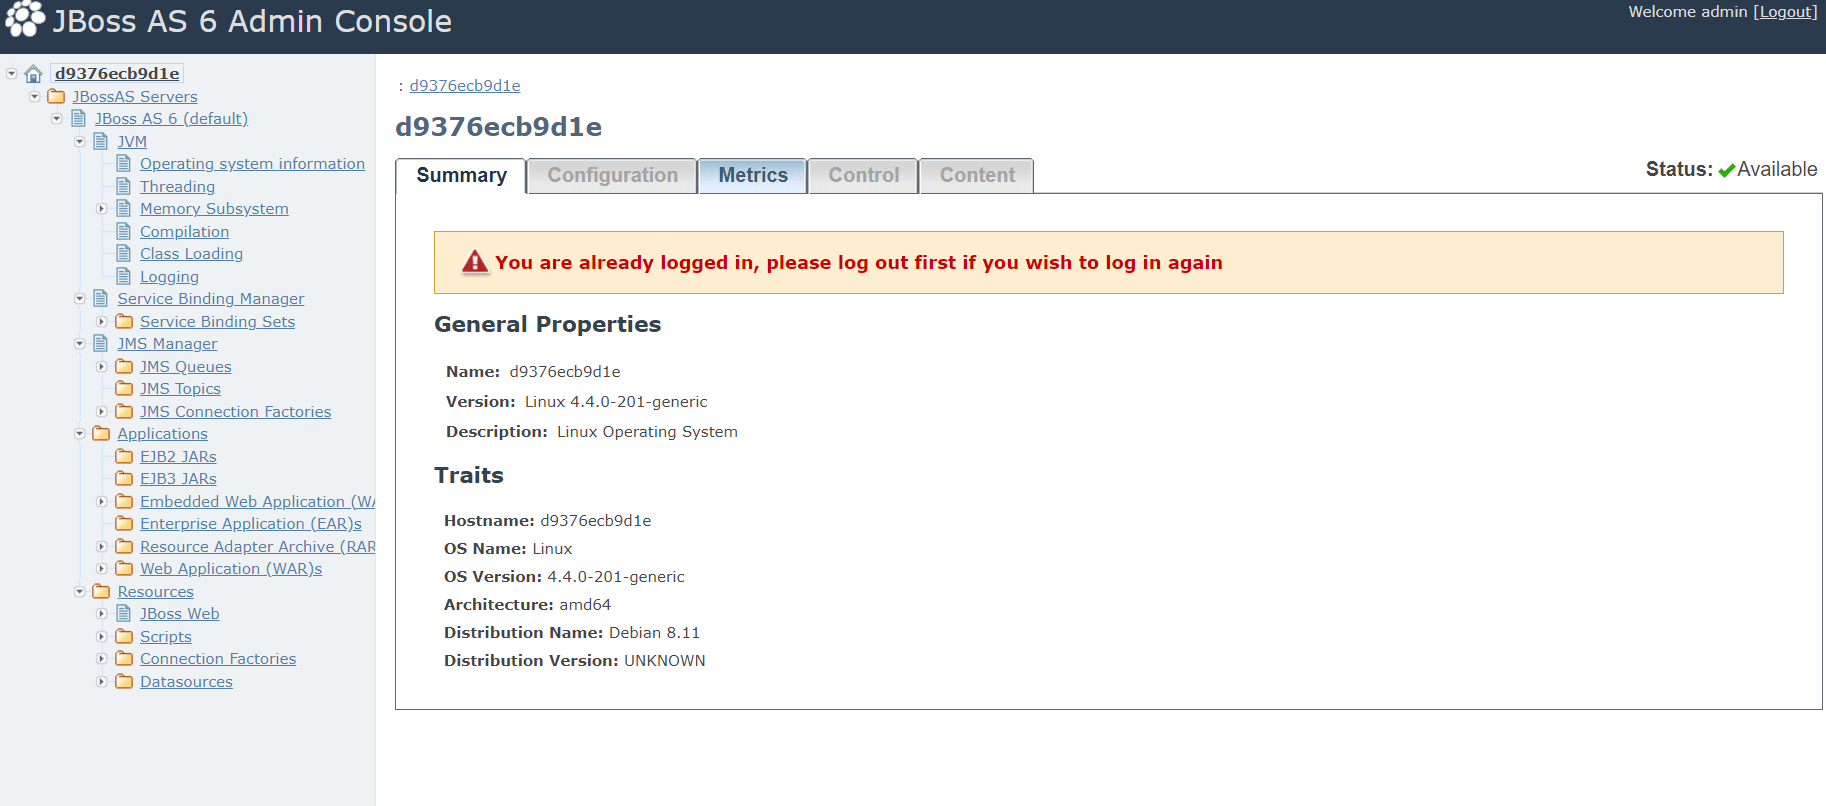 JBoss AS 6 Admin Console
Welcome admin [Logout]
d9376ecb9d1e
JBossAS Servers
JBoss AS 6 (default)
JVM
Operating system information
Threading
Memory Subsystem
Compilation
Class Loading
Logging
Service Binding Manager
Service Binding Sets
JMS Manager
JMS Queues
JMS Topics
JMS Connection Factories
Applications
EJB2 JARs
EJB3 JARs
Embedded Web Application (WA
Enterprise Application (EAR)s
Resource Adapter Archive (RAR
Web Application (WAR)s
Resources
JBoss Web
Scripts
Connection Factories
Datasources
: d9376ecb9d1e
d9376ecb9d1e
Summary Configuration Metrics Control Content
Status: Available
You are already logged in, please log out first if you wish to log in again
General Properties
Name: d9376ecb9d1e
Version: Linux 4.4.0-201-generic
Description: Linux Operating System
Traits
Hostname: d9376ecb9d1e
OS Name: Linux
OS Version: 4.4.0-201-generic
Architecture: amd64
Distribution Name: Debian 8.11
Distribution Version: UNKNOWN